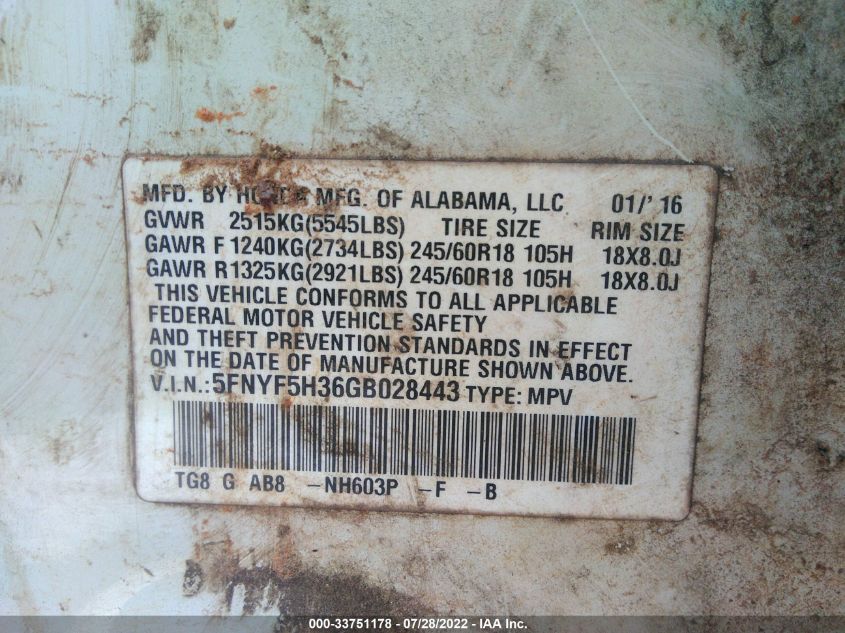 MFD. BY HONDA MFG. OF ALABAMA, LLC 01/'16
GVWR 2515KG(5545LBS) TIRE SIZE RIM SIZE
GAWR F 1240KG(2734LBS) 245/60R18 105H 18X8.0J
GAWR R 1325KG(2921LBS) 245/60R18 105H 18X8.0J
THIS VEHICLE CONFORMS TO ALL APPLICABLE
FEDERAL MOTOR VEHICLE SAFETY
AND THEFT PREVENTION STANDARDS IN EFFECT
ON THE DATE OF MANUFACTURE SHOWN ABOVE.
V.I.N.:5FNYF5H36GB028443 TYPE: MPV
TG8 G AB8 -NH603P -F -B
000-33751178 - 07/28/2022 - IAA Inc.